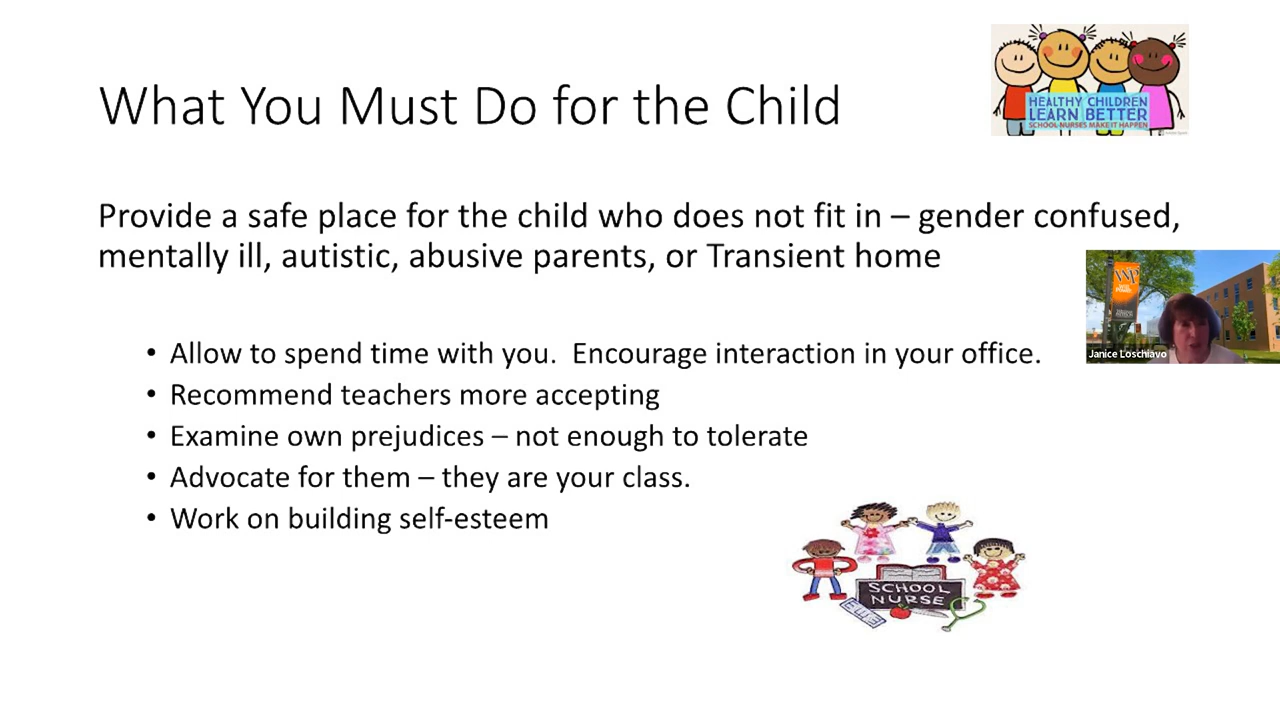 HEALTHY CHILDREN
LEARN BETTER
SCHOOL NURSES MAKE IT HAPPEN
What You Must Do for the Child
Provide a safe place for the child who does not fit in – gender confused,
mentally ill, autistic, abusive parents, or Transient home
WP
Janice Loschiavo
• Allow to spend time with you.  Encourage interaction in your office.
• Recommend teachers more accepting
• Examine own prejudices – not enough to tolerate
• Advocate for them – they are your class.
• Work on building self-esteem
SCHOOL
NURSE